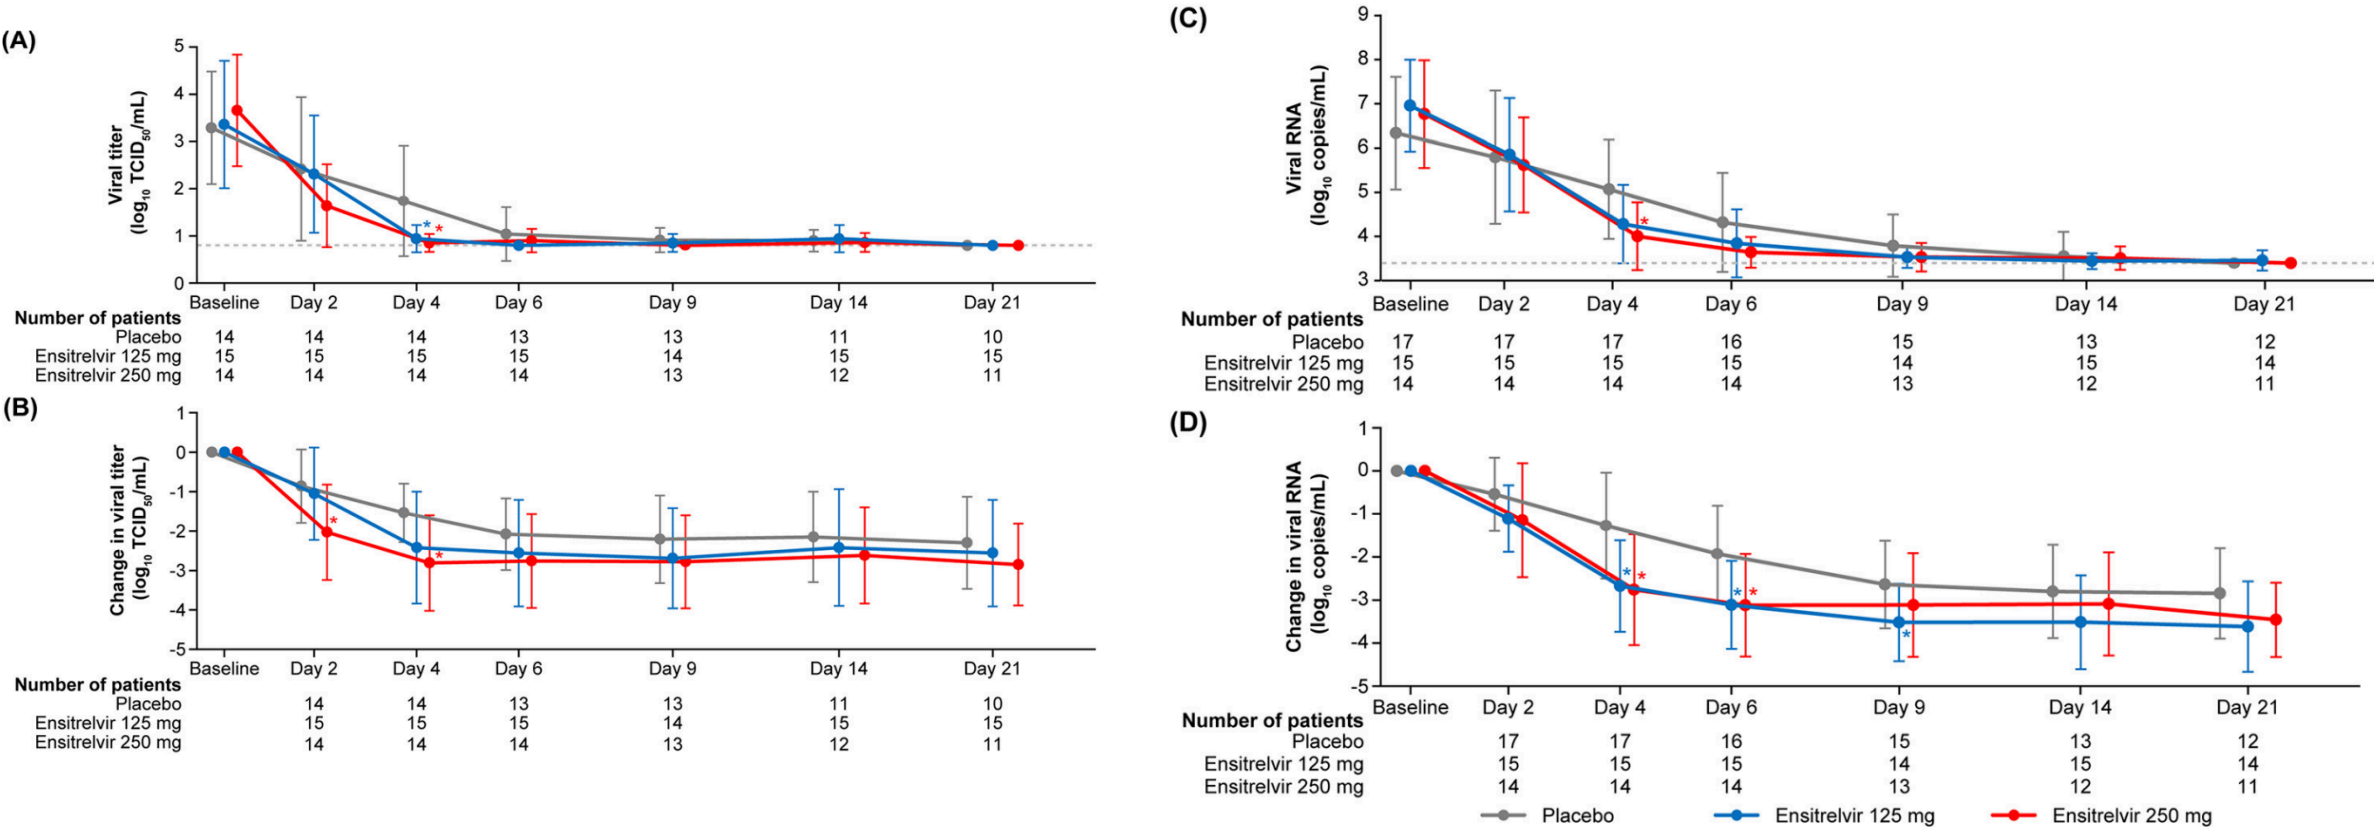 (A)
Viral titer
(log10 TCID50/mL)
5
4
3
2
1
0
Baseline Day 2 Day 4 Day 6 Day 9 Day 14 Day 21
* *
Number of patients
Placebo 14 14 14 13 13 11 10
Ensitrelvir 125 mg 15 15 15 15 14 15 15
Ensitrelvir 250 mg 14 14 14 14 13 12 11
(B)
Change in viral titer
(log10 TCID50/mL)
1
0
-1
-2
-3
-4
-5
* *
Baseline Day 2 Day 4 Day 6 Day 9 Day 14 Day 21
Number of patients
Placebo 14 14 13 13 11 10
Ensitrelvir 125 mg 15 15 15 14 15 15
Ensitrelvir 250 mg 14 14 14 13 12 11
(C)
Viral RNA
(log10 copies/mL)
9
8
7
6
5
4
3
*
Baseline Day 2 Day 4 Day 6 Day 9 Day 14 Day 21
Number of patients
Placebo 17 17 17 16 15 13 12
Ensitrelvir 125 mg 15 15 15 15 14 15 14
Ensitrelvir 250 mg 14 14 14 14 13 12 11
(D)
Change in viral RNA
(log10 copies/mL)
1
0
-1
-2
-3
-4
-5
* * * * *
Baseline Day 2 Day 4 Day 6 Day 9 Day 14 Day 21
Number of patients
Placebo 17 17 16 15 13 12
Ensitrelvir 125 mg 15 15 15 14 15 14
Ensitrelvir 250 mg 14 14 14 13 12 11
Placebo Ensitrelvir 125 mg Ensitrelvir 250 mg